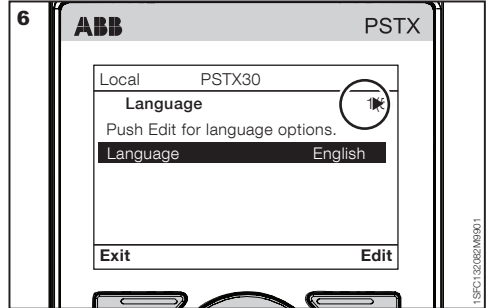 6
ABB PSTX
Local PSTX30
Language
Push Edit for language options.
Language English
Exit Edit
1SFC132082M9901